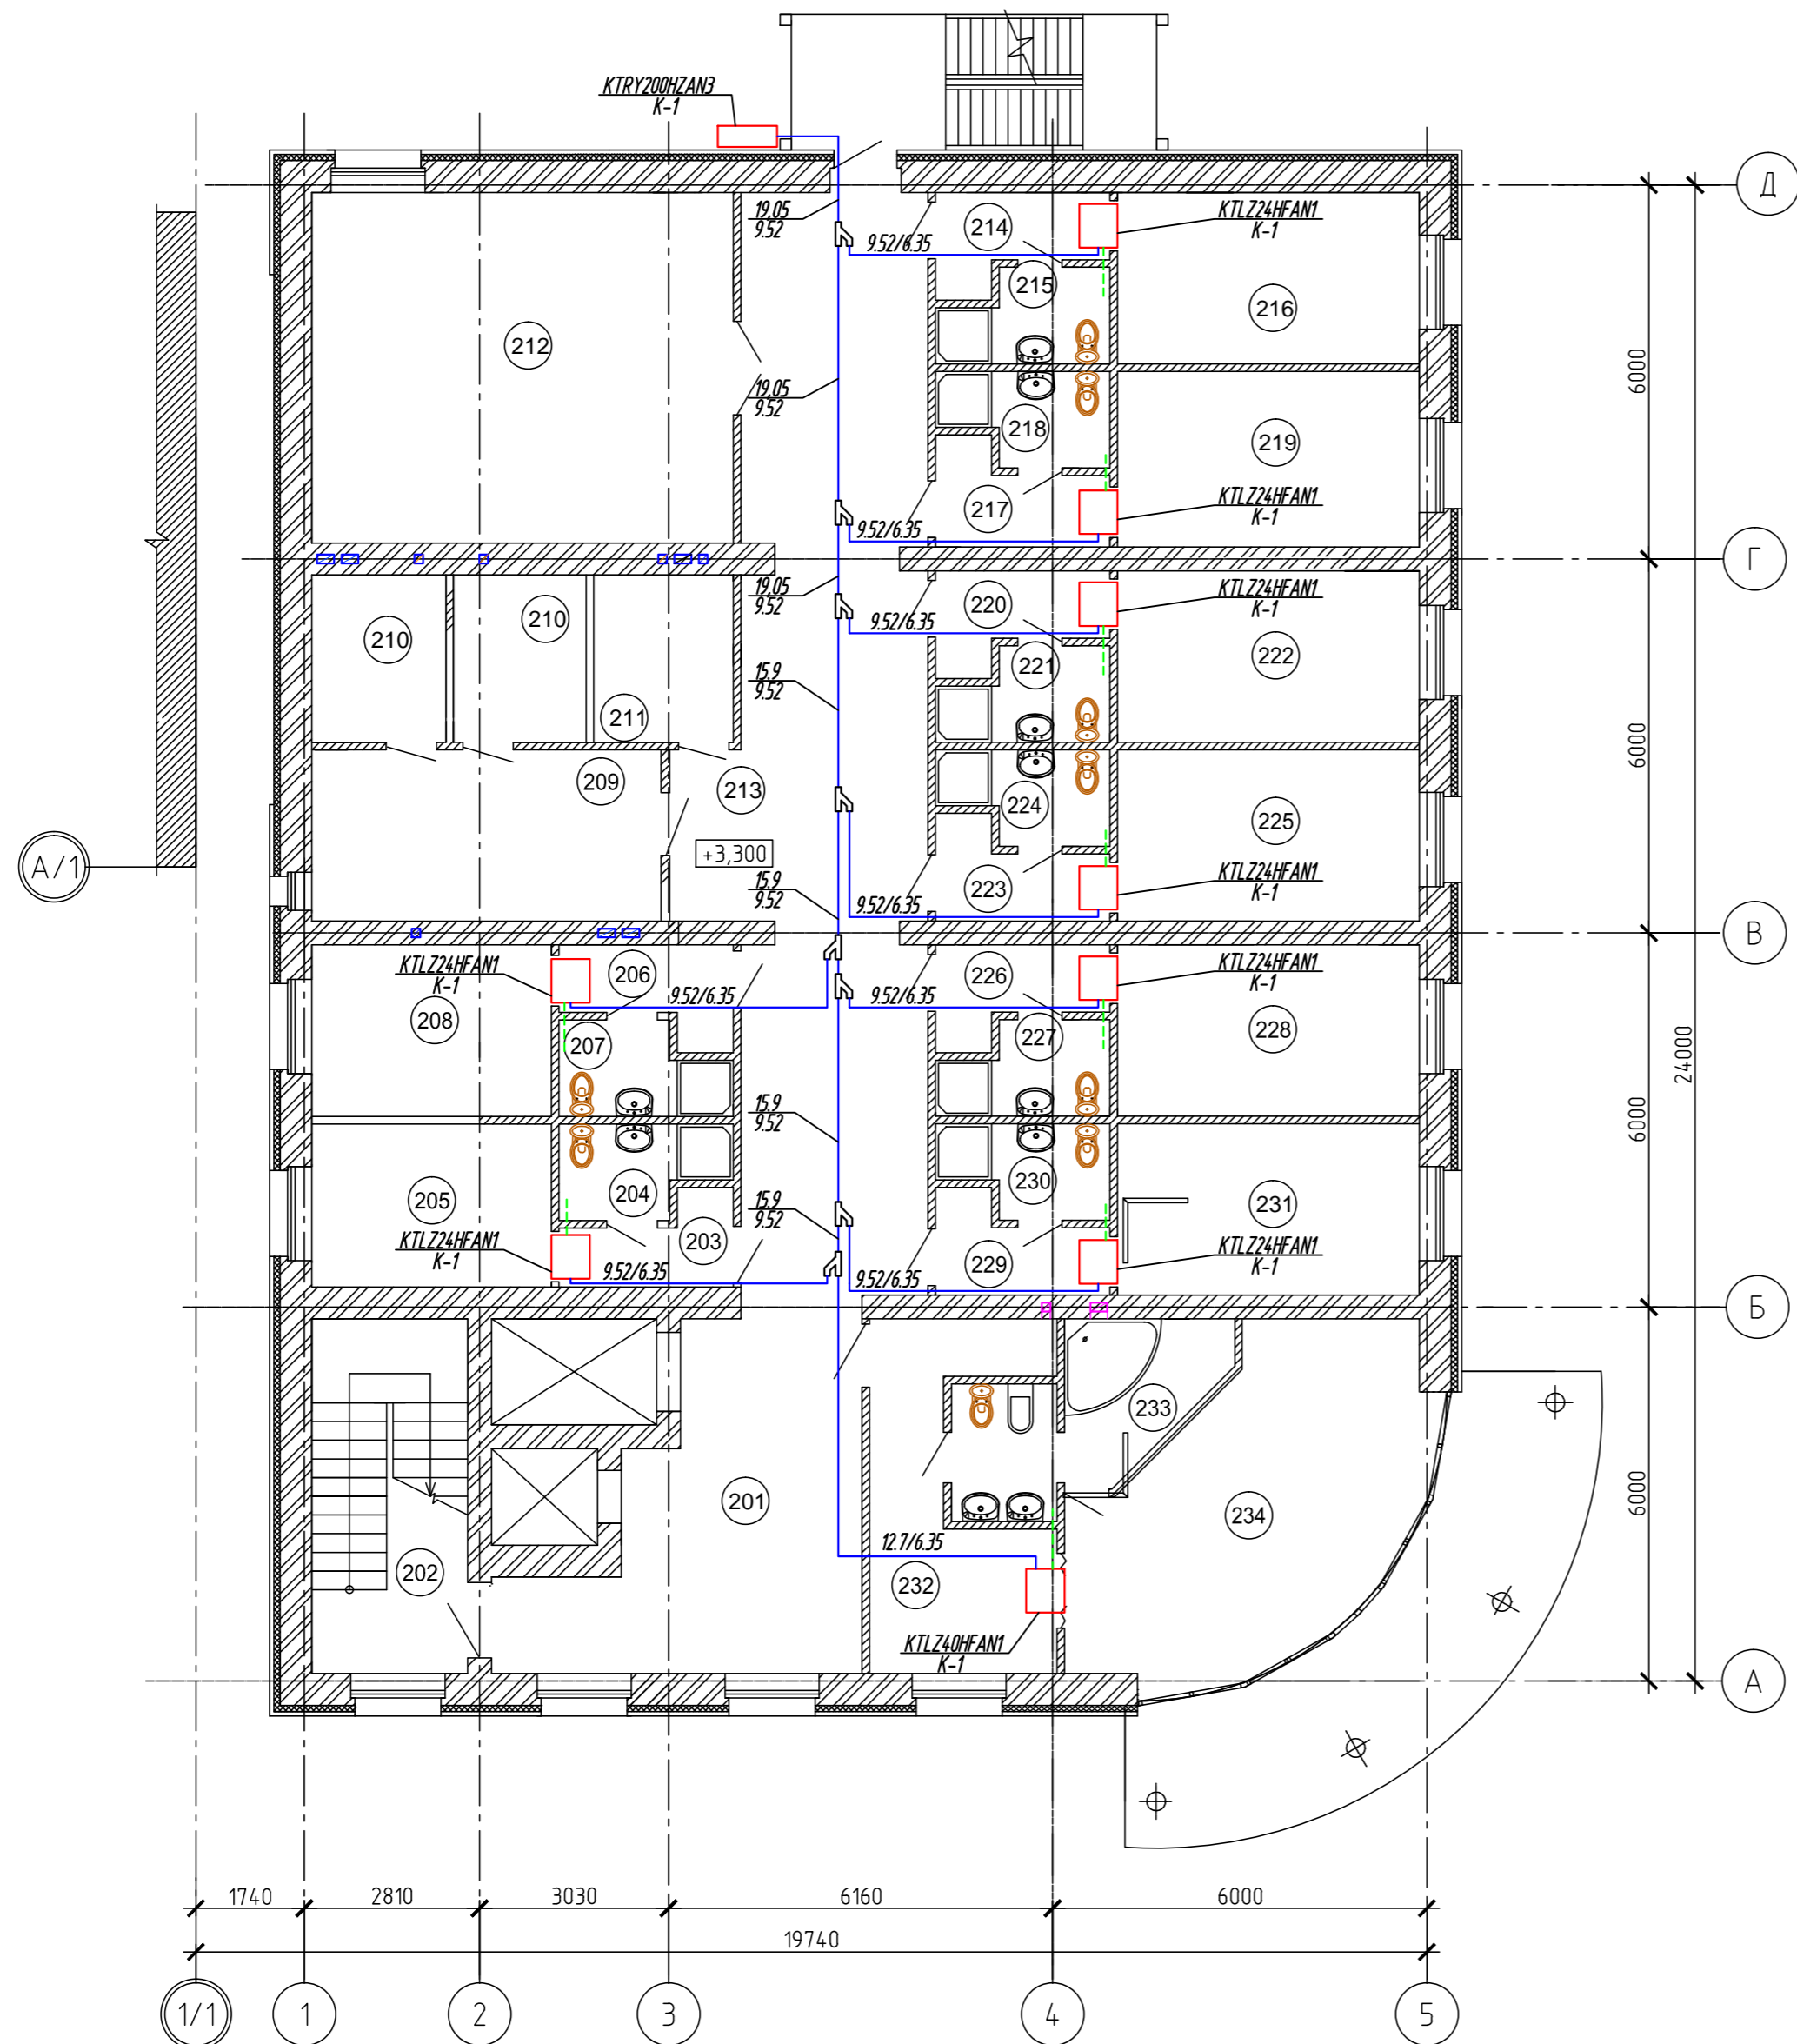 KTRY200HZAN3
K-1
Д
19,05
9.52
9.52/6.35
214
KTLZ24HFAN1
K-1
215
216
212
6000
19,05
9.52
218
219
217
KTLZ24HFAN1
K-1
9.52/6.35
Г
19,05
9.52
9.52/6.35
220
KTLZ24HFAN1
K-1
210
210
221
222
15.9
9.52
211
209
213
6000
224
225
+3,300
А/1
15.9
9.52
9.52/6.35
223
KTLZ24HFAN1
K-1
В
KTLZ24HFAN1
K-1
206
9.52/6.35
9.52/6.35
226
KTLZ24HFAN1
K-1
208
207
227
228
24000
15.9
9.52
6000
205
204
230
231
15.9
9.52
KTLZ24HFAN1
K-1
203
9.52/6.35
9.52/6.35
229
KTLZ24HFAN1
K-1
Б
233
6000
201
234
12.7/6.35
202
232
KTLZ40HFAN1
K-1
А
1740
2810
3030
6160
6000
19740
1/1
1
2
3
4
5